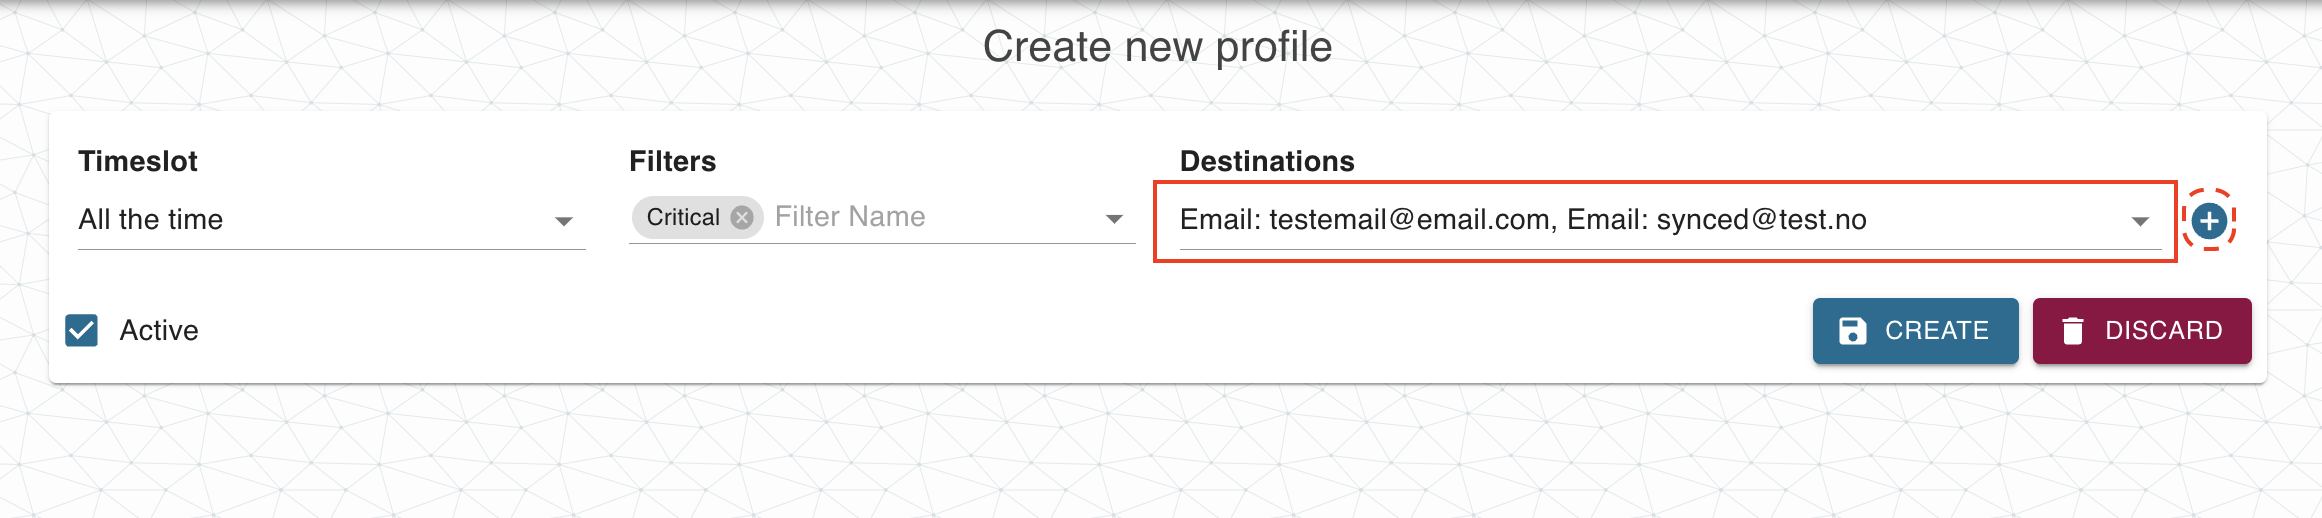 Create new profile
Timeslot
Filters
Destinations
All the time
Critical Filter Name
Email: testemail@email.com, Email: synced@test.no
Active
CREATE
DISCARD